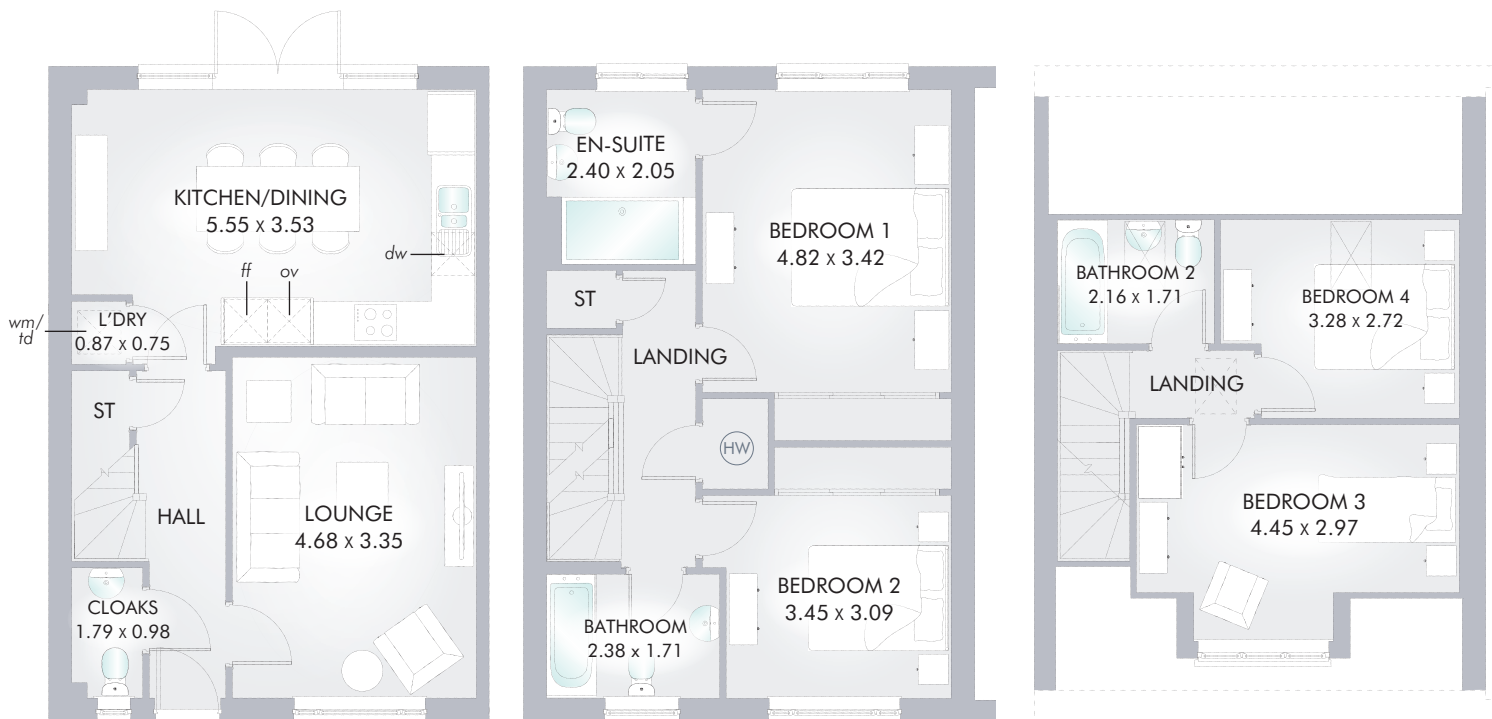 KITCHEN/DINING
5.55 x 3.53
dw
ff
ov
wm/
td
L'DRY
0.87 x 0.75
ST
HALL
LOUNGE
4.68 x 3.35
CLOAKS
1.79 x 0.98
EN-SUITE
2.40 x 2.05
BEDROOM 1
4.82 x 3.42
ST
LANDING
HW
BEDROOM 2
3.45 x 3.09
BATHROOM
2.38 x 1.71
BATHROOM 2
2.16 x 1.71
BEDROOM 4
3.28 x 2.72
LANDING
BEDROOM 3
4.45 x 2.97